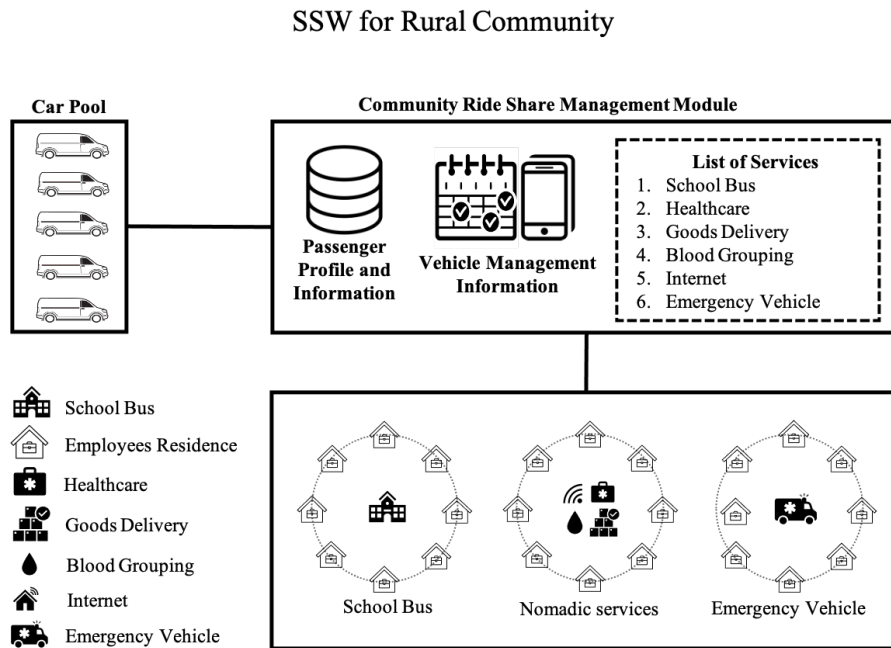 SSW for Rural Community
Car Pool
Community Ride Share Management Module
Passenger
Profile and
Information
Vehicle Management
Information
List of Services
1. School Bus
2. Healthcare
3. Goods Delivery
4. Blood Grouping
5. Internet
6. Emergency Vehicle
School Bus
Employees Residence
Healthcare
Goods Delivery
Blood Grouping
Internet
Emergency Vehicle
School Bus
Nomadic services
Emergency Vehicle